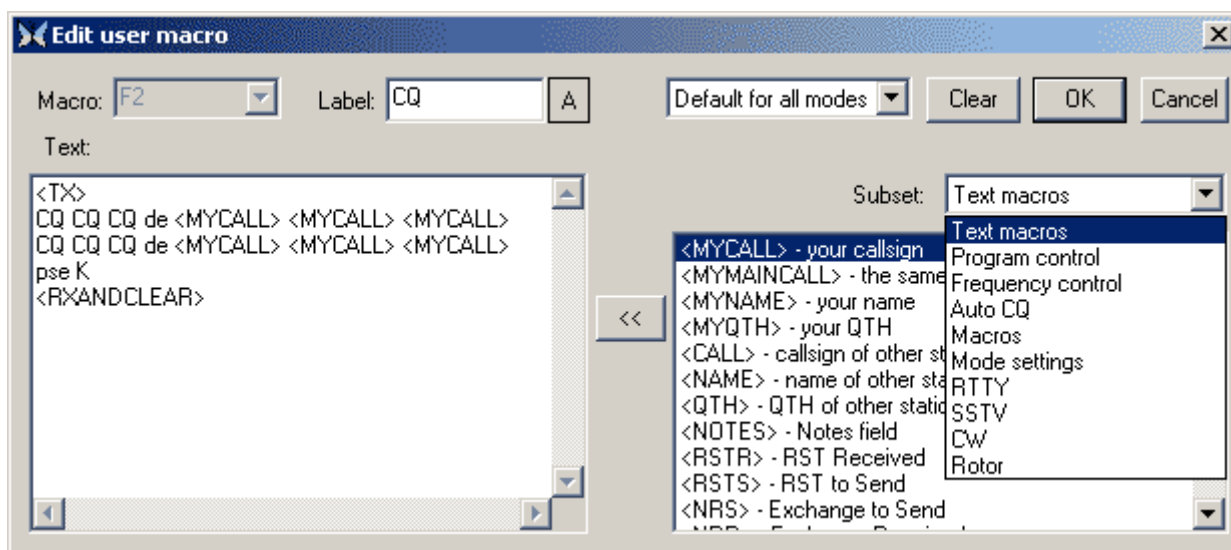 Edit user macro
Macro: F2 Label: CQ A Default for all modes Clear OK Cancel
Text:
<TX>
CQ CQ CQ de <MYCALL> <MYCALL> <MYCALL>
CQ CQ CQ de <MYCALL> <MYCALL> <MYCALL>
pse K
<RXANDCLEAR>
<<
Subset: Text macros
Text macros
Program control
Frequency control
Auto CQ
Macros
Mode settings
RTTY
SSTV
CW
Rotor
<MYCALL> - your callsign
<MYMAINCALL> - the same
<MYNAME> - your name
<MYQTH> - your QTH
<CALL> - callsign of other
<NAME> - name of other
<QTH> - QTH of other
<NOTES> - Notes field
<RSTR> - RST Received
<RSTS> - RST to Send
<NRS> - Exchange to Send